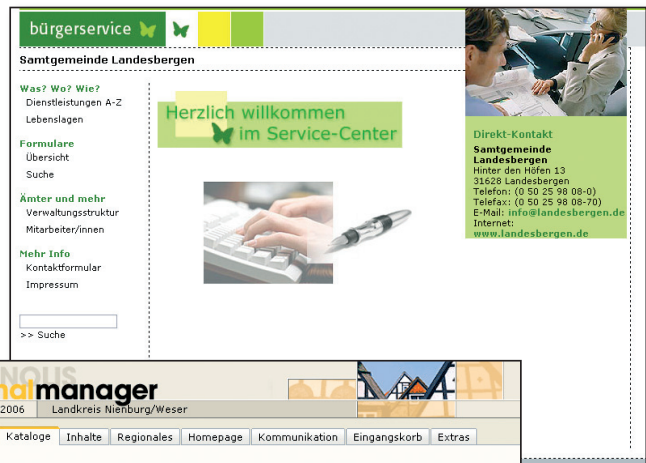 bürgerservice
Samtgemeinde Landesbergen
Was? Wo? Wie?
Dienstleistungen A-Z
Lebenslagen
Formulare
Übersicht
Suche
Ämter und mehr
Verwaltungsstruktur
Mitarbeiter/innen
Mehr Info
Kontaktformular
Impressum
>> Suche
Herzlich willkommen
im Service-Center
Direkt-Kontakt
Samtgemeinde
Landesbergen
Hinter den Höfen 13
31628 Landesbergen
Telefon: (0 50 25 98 08-0)
Telefax: (0 50 25 98 08-70)
E-Mail: info@landesbergen.de
Internet:
www.landesbergen.de
NOLIS
matmanager
2006 Landkreis Nienburg/Weser
Kataloge Inhalte Regionales Homepage Kommunikation Eingangskorb Extras